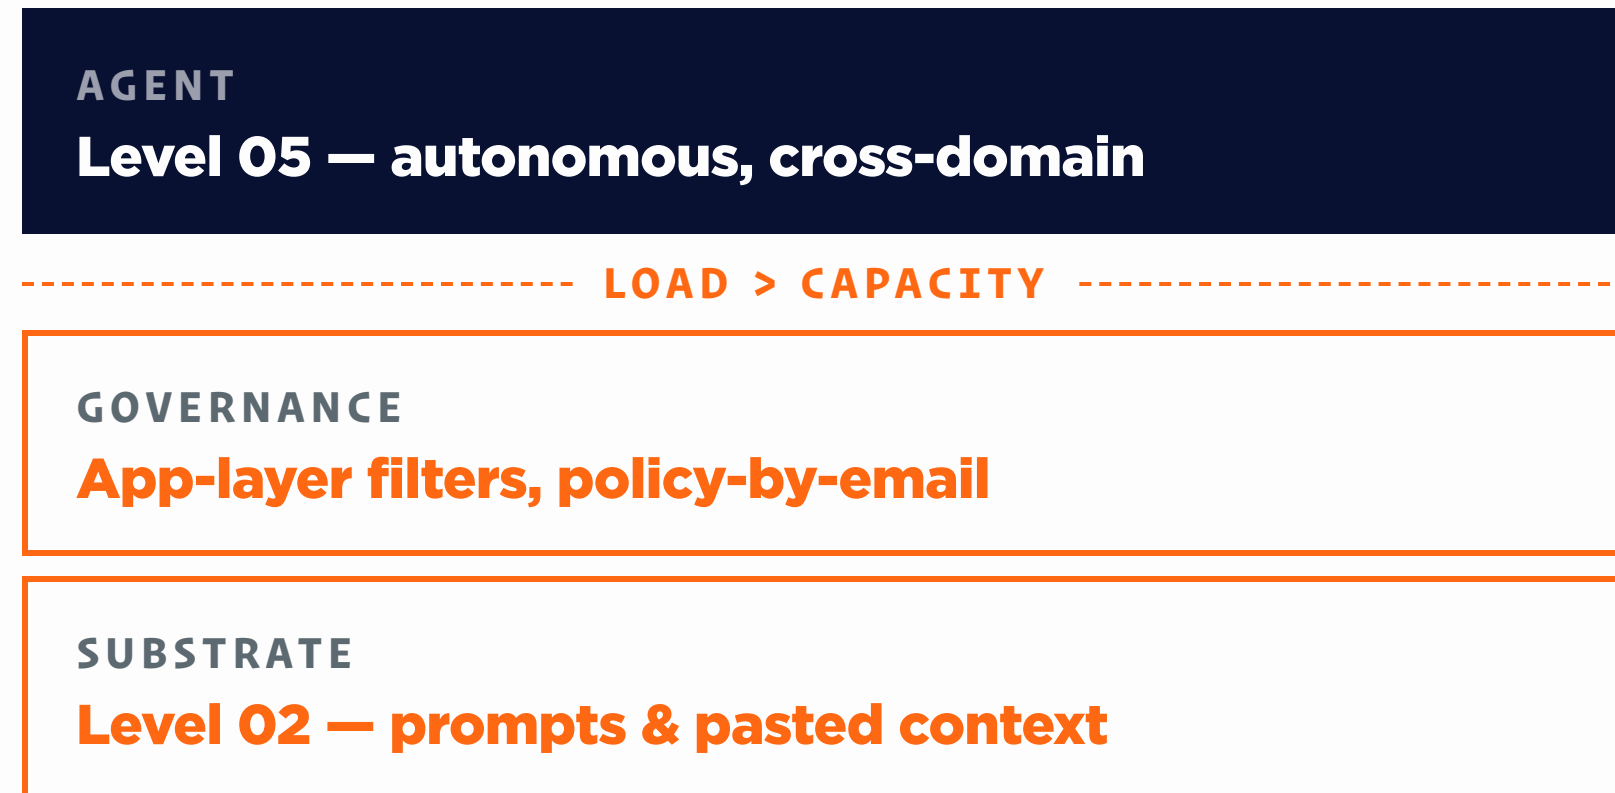 AGENT
Level 05 — autonomous, cross-domain
LOAD > CAPACITY
GOVERNANCE
App-layer filters, policy-by-email
SUBSTRATE
Level 02 — prompts & pasted context